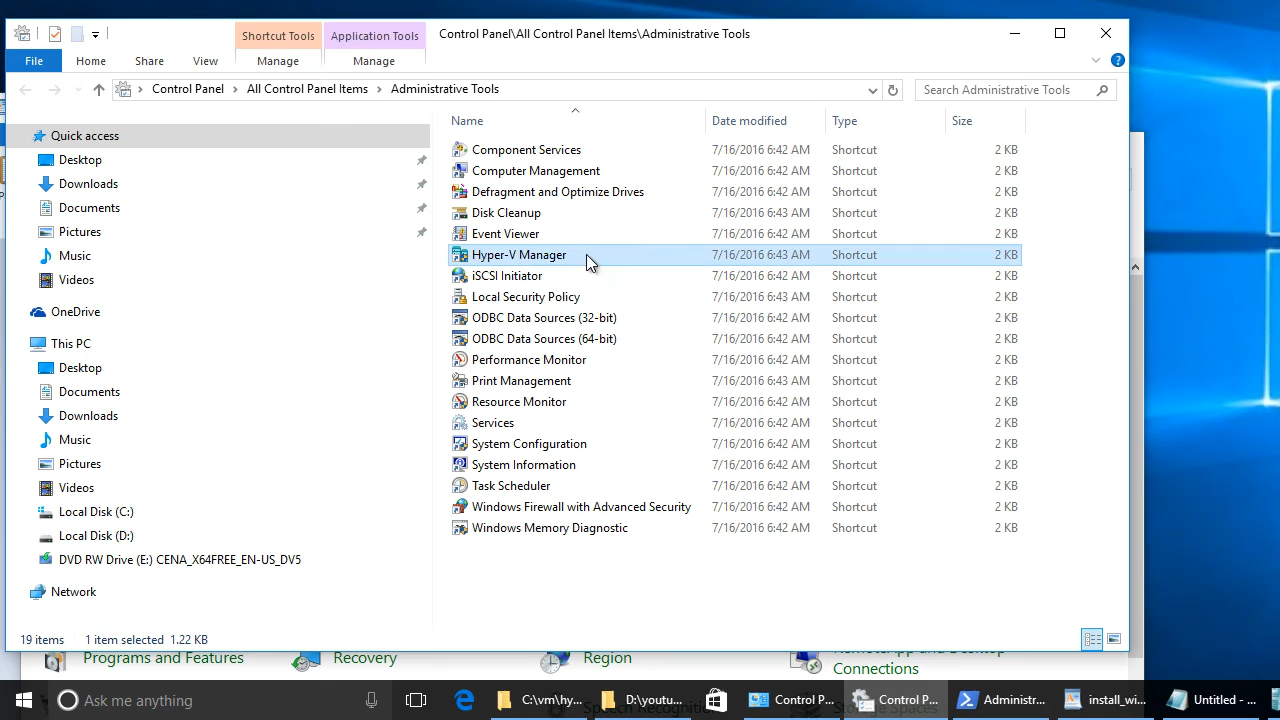 Shortcut Tools
Application Tools
Control Panel\All Control Panel Items\Administrative Tools
File
Home
Share
View
Manage
Manage
Control Panel
All Control Panel Items
Administrative Tools
Search Administrative Tools
Name
Date modified
Type
Size
Quick access
Desktop
Downloads
Documents
Pictures
Music
Videos
OneDrive
This PC
Desktop
Documents
Downloads
Music
Pictures
Videos
Local Disk (C:)
Local Disk (D:)
DVD RW Drive (E:) CENA_X64FREE_EN-US_DV5
Network
Component Services 7/16/2016 6:42 AM Shortcut 2 KB
Computer Management 7/16/2016 6:42 AM Shortcut 2 KB
Defragment and Optimize Drives 7/16/2016 6:42 AM Shortcut 2 KB
Disk Cleanup 7/16/2016 6:43 AM Shortcut 2 KB
Event Viewer 7/16/2016 6:42 AM Shortcut 2 KB
Hyper-V Manager 7/16/2016 6:43 AM Shortcut 2 KB
iSCSI Initiator 7/16/2016 6:42 AM Shortcut 2 KB
Local Security Policy 7/16/2016 6:43 AM Shortcut 2 KB
ODBC Data Sources (32-bit) 7/16/2016 6:42 AM Shortcut 2 KB
ODBC Data Sources (64-bit) 7/16/2016 6:42 AM Shortcut 2 KB
Performance Monitor 7/16/2016 6:42 AM Shortcut 2 KB
Print Management 7/16/2016 6:43 AM Shortcut 2 KB
Resource Monitor 7/16/2016 6:42 AM Shortcut 2 KB
Services 7/16/2016 6:42 AM Shortcut 2 KB
System Configuration 7/16/2016 6:42 AM Shortcut 2 KB
System Information 7/16/2016 6:42 AM Shortcut 2 KB
Task Scheduler 7/16/2016 6:42 AM Shortcut 2 KB
Windows Firewall with Advanced Security 7/16/2016 6:42 AM Shortcut 2 KB
Windows Memory Diagnostic 7/16/2016 6:42 AM Shortcut 2 KB
19 items
1 item selected 1.22 KB
Programs and Features
Recovery
Region
RemoteApp and Desktop
Connections
Ask me anything
C:\vm\hy...
D:\youtu...
Control P...
Control P...
Administr...
install_wi...
Untitled - ...